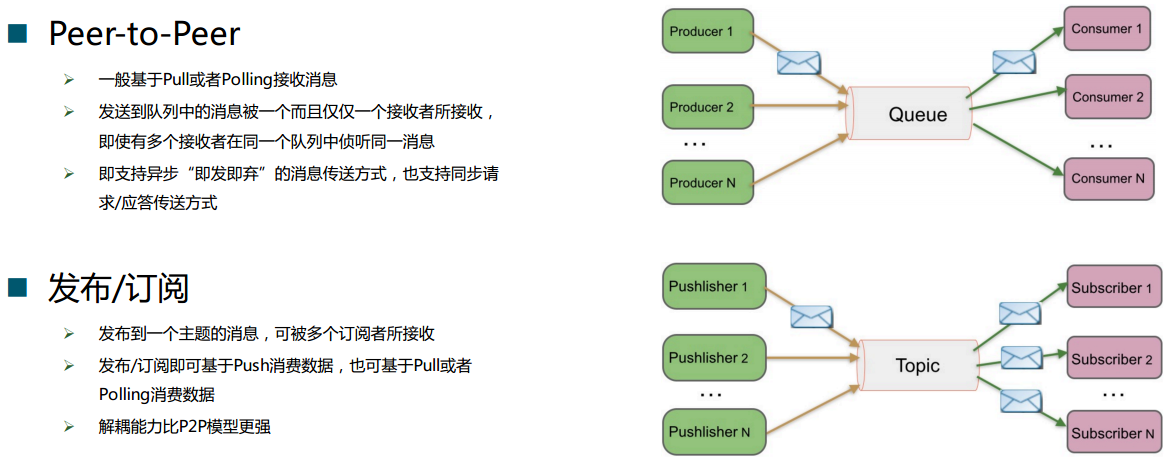 Peer-to-Peer
一般基于Pull或者Polling接收消息
发送到队列中的消息被一个而且仅仅一个接收者所接收，
即使有多个接收者在同一个队列中侦听同一消息
即支持异步“即发即弃”的消息传送方式，也支持同步请
求/应答传送方式
Producer 1
Producer 2
...
Producer N
Queue
Consumer 1
Consumer 2
...
Consumer N
发布/订阅
发布到一个主题的消息，可被多个订阅者所接收
发布/订阅即可基于Push消费数据，也可基于Pull或者
Polling消费数据
解耦能力比P2P模型更强
Pushlisher 1
Pushlisher 2
...
Pushlisher N
Topic
Subscriber 1
Subscriber 2
...
Subscriber N